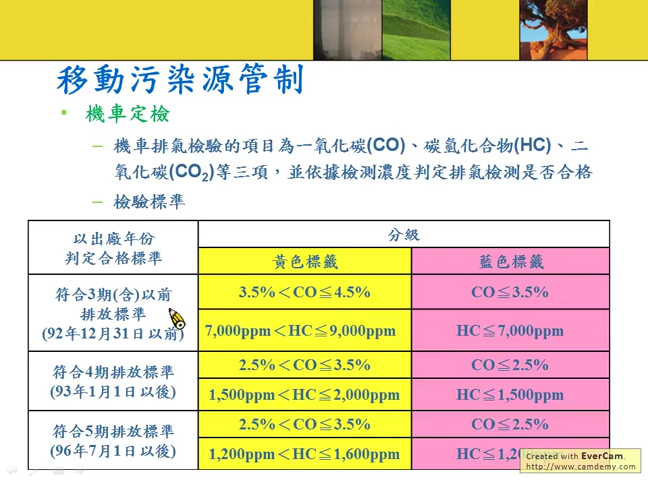 移動污染源管制
• 機車定檢
– 機車排氣檢驗的項目為一氧化碳(CO)、碳氫化合物(HC)、二
氧化碳(CO2)等三項，並依據檢測濃度判定排氣檢測是否合格
– 檢驗標準
以出廠年份
判定合格標準
分級
黃色標籤
藍色標籤
符合3期(含)以前
排放標準
(92年12月31日以前)
3.5%＜CO≦4.5%
CO≦3.5%
7,000ppm＜HC≦9,000ppm
HC≦7,000ppm
符合4期排放標準
(93年1月1日以後)
2.5%＜CO≦3.5%
CO≦2.5%
1,500ppm＜HC≦2,000ppm
HC≦1,500ppm
符合5期排放標準
(96年7月1日以後)
2.5%＜CO≦3.5%
CO≦2.5%
1,200ppm＜HC≦1,600ppm
HC≦1,20
Created with EverCam.
http://www.camdemy.com